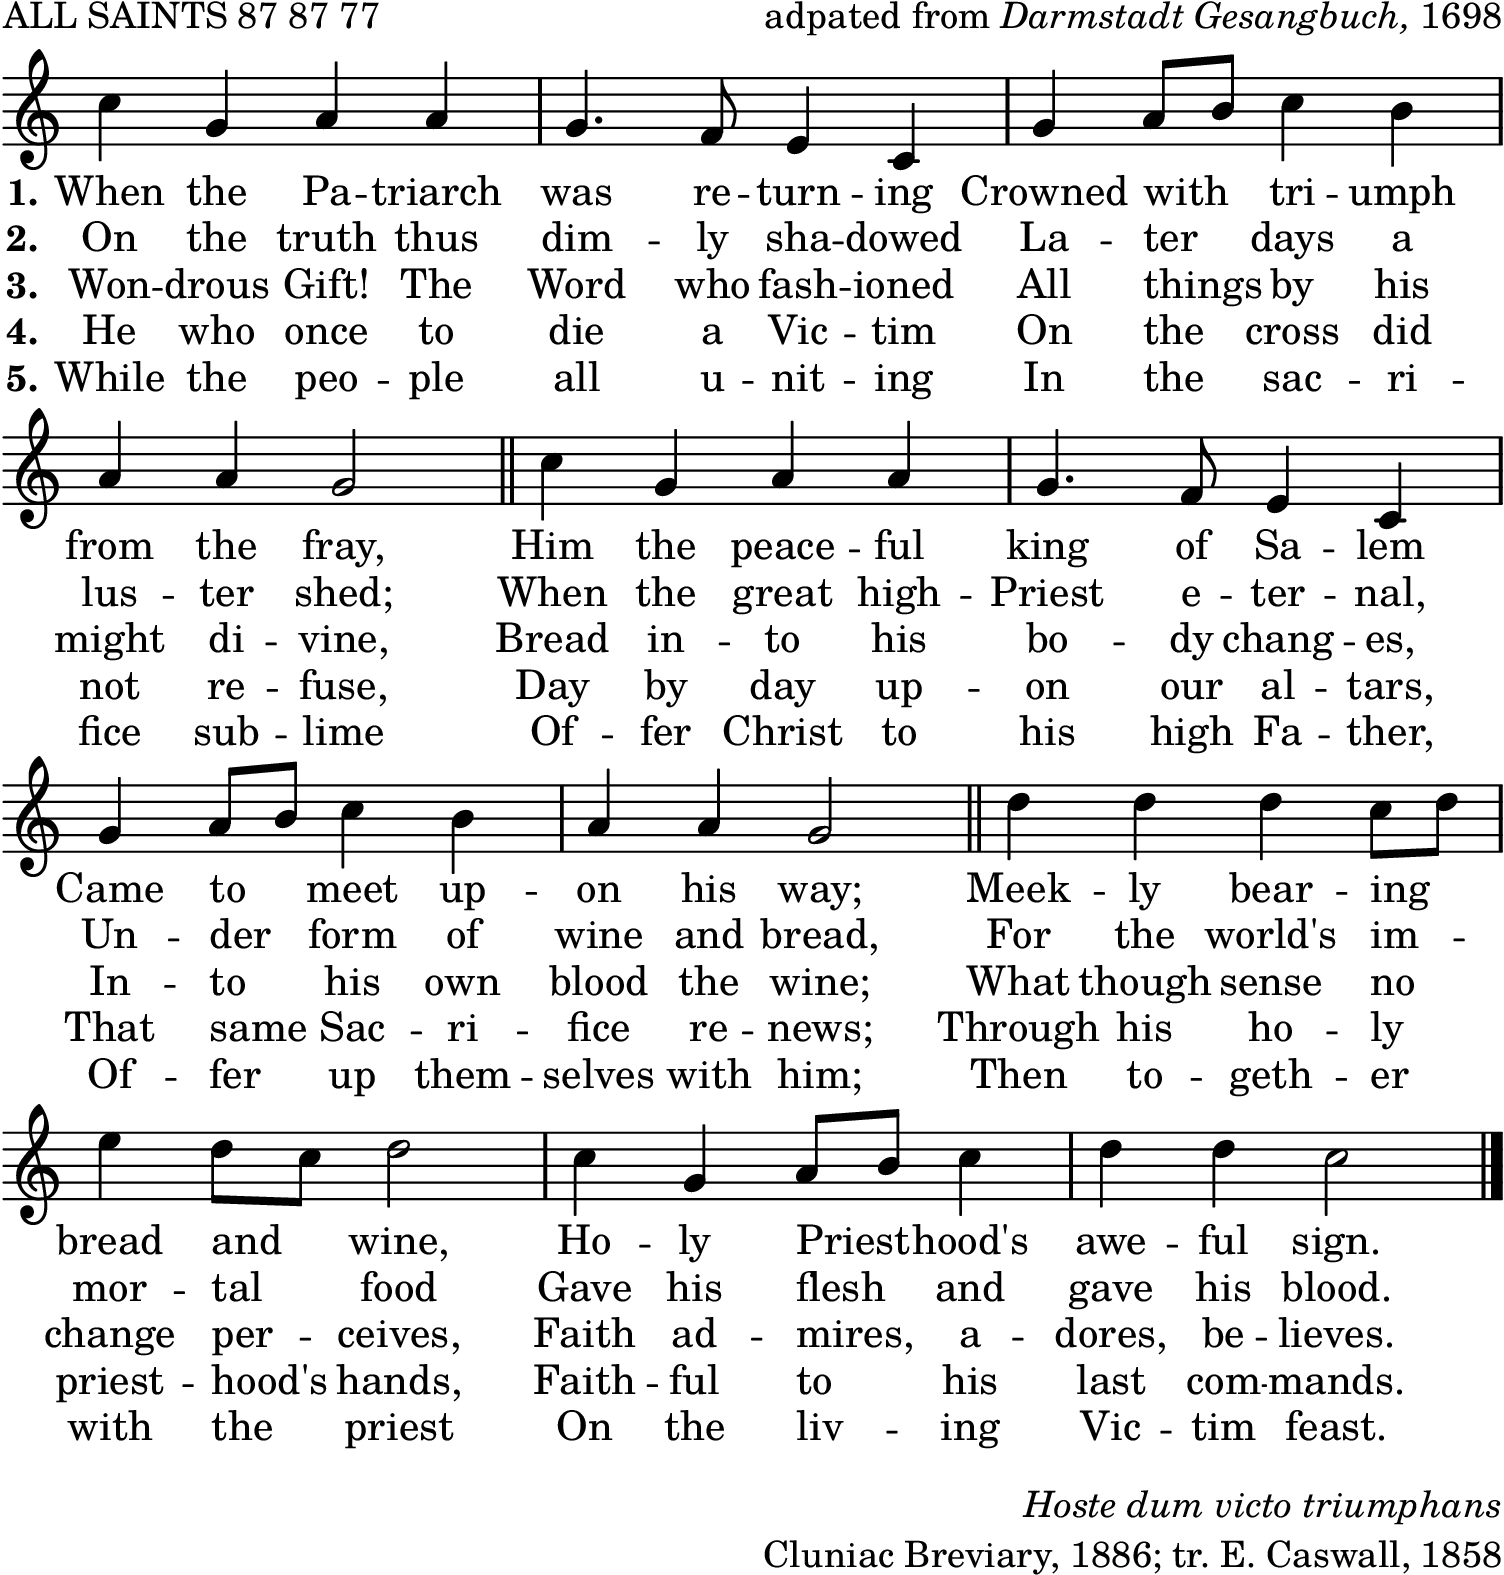 ALL SAINTS 87 87 77 adpated from Darmstadt Gesangbuch, 1698
1. When the Pa -- triarch was re -- turn -- ing Crowned with tri -- umph
2. On the truth thus dim -- ly sha -- dowed La -- ter days a
3. Won -- drous Gift! The Word who fash -- ioned All things by his
4. He who once to die a Vic -- tim On the cross did
5. While the peo -- ple all u -- nit -- ing In the sac -- ri --
from the fray, Him the peace -- ful king of Sa -- lem
lus -- ter shed; When the great high -- Priest e -- ter -- nal,
might di -- vine, Bread in -- to his bo -- dy chang -- es,
not re -- fuse, Day by day up -- on our al -- tars,
fice sub -- lime Of -- fer Christ to his high Fa -- ther,
Came to meet up -- on his way; Meek -- ly bear -- ing
Un -- der form of wine and bread, For the world's im --
In -- to his own blood the wine; What though sense no
That same Sac -- ri -- fice re -- news; Through his ho -- ly
Of -- fer up them -- selves with him; Then to -- geth -- er
bread and wine, Ho -- ly Priesthood's awe -- ful sign.
mor -- tal food Gave his flesh and gave his blood.
change per -- ceives, Faith ad -- mires, a -- dores, be -- lieves.
priest -- hood's hands, Faith -- ful to his last com -- mands.
with the priest On the liv -- ing Vic -- tim feast.
Hoste dum victo triumphans
Cluniac Breviary, 1886; tr. E. Caswall, 1858